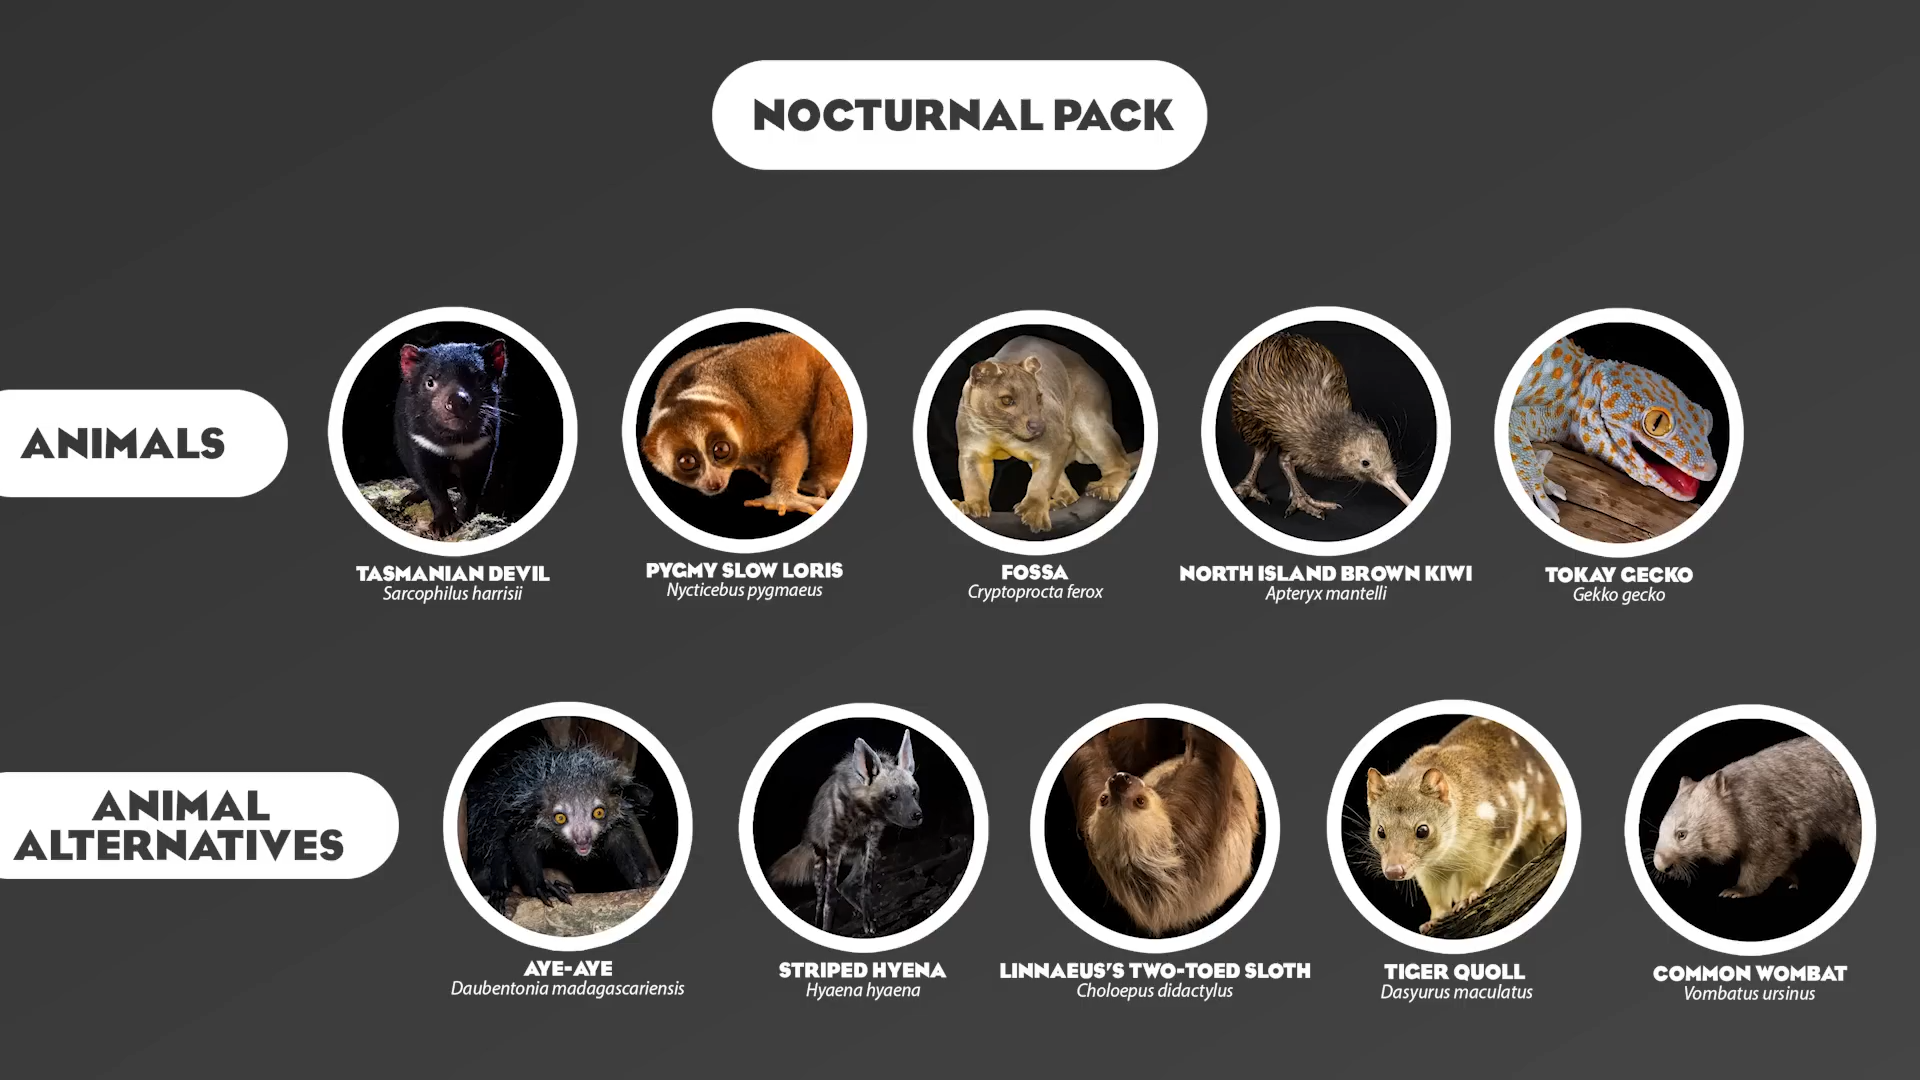 NOCTURNAL PACK
ANIMALS
TASMANIAN DEVIL
Sarcophilus harrisii
PYGMY SLOW LORIS
Nycticebus pygmaeus
FOSSA
Cryptoprocta ferox
NORTH ISLAND BROWN KIWI
Apteryx mantelli
TOKAY GECKO
Gekko gecko
ANIMAL
ALTERNATIVES
AYE-AYE
Daubentonia madagascariensis
STRIPED HYENA
Hyaena hyaena
LINNAEUS'S TWO-TOED SLOTH
Choloepus didactylus
TIGER QUOLL
Dasyurus maculatus
COMMON WOMBAT
Vombatus ursinus